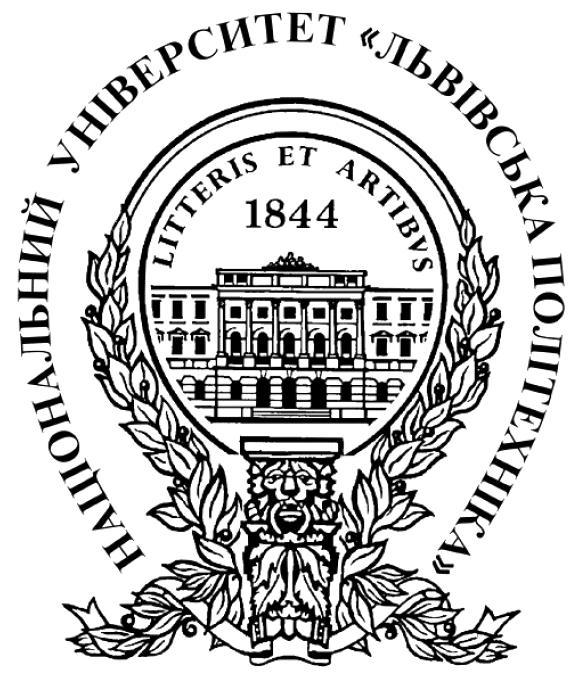 НАЦІОНАЛЬНИЙ УНІВЕРСИТЕТ «ЛЬВІВСЬКА ПОЛІТЕХНІКА»
LITTERIS ET ARTIBVS
1844